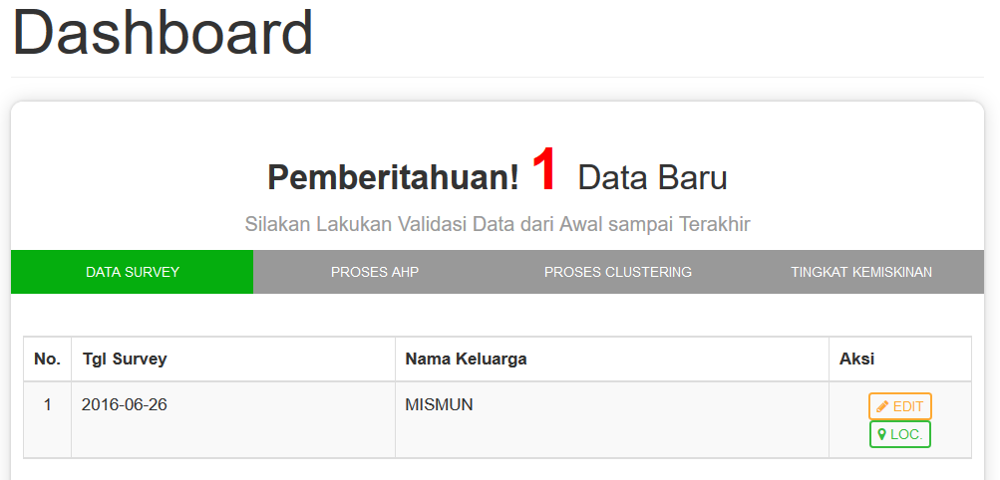 Dashboard
Pemberitahuan! 1 Data Baru
Silakan Lakukan Validasi Data dari Awal sampai Terakhir
DATA SURVEY PROSES AHP PROSES CLUSTERING TINGKAT KEMISKINAN
No. Tgl Survey Nama Keluarga Aksi
1 2016-06-26 MISMUN EDIT
LOC.